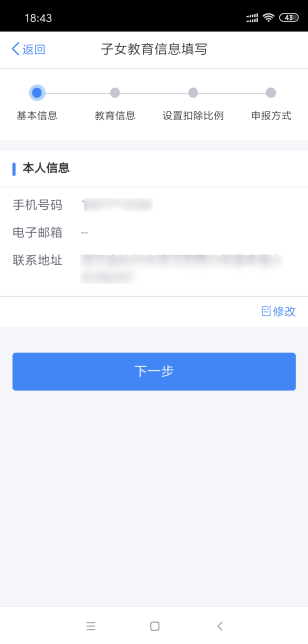 18:43
43
返回
子女教育信息填写
基本信息
教育信息
设置扣除比例
申报方式
本人信息
手机号码
电子邮箱 --
联系地址
修改
下一步